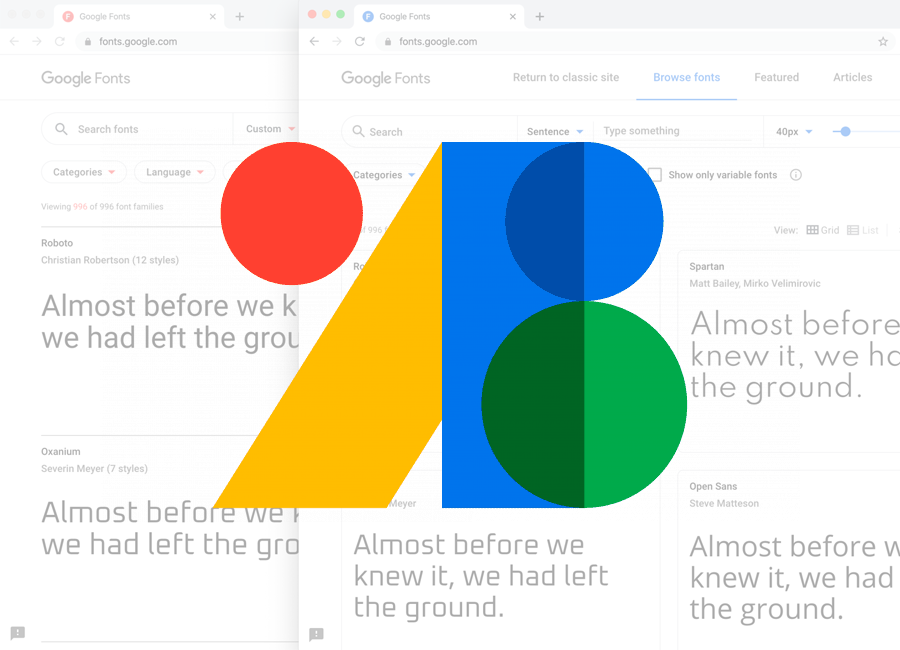 Google Fonts
fonts.google.com
Google Fonts
Search fonts
Custom
Categories
Language
Viewing 996 of 996 font families
Roboto
Christian Robertson (12 styles)
Almost before we k
we had left the grou
Oxanium
Severin Meyer (7 styles)
Almost before we k
we had left the gro
Google Fonts
fonts.google.com
Google Fonts
Return to classic site
Browse fonts
Featured
Articles
Search
Sentence
Type something
40px
Categories
Show only variable fonts
of 996 f
View:
Grid
List
Ro
Spartan
Matt Bailey, Mirko Velimirovic
Almost before
knew it, we ha
the ground.
Meyer
Almost before we
knew it, we had left
the ground.
Open Sans
Steve Matteson
Almost before w
knew it, we had
the ground.